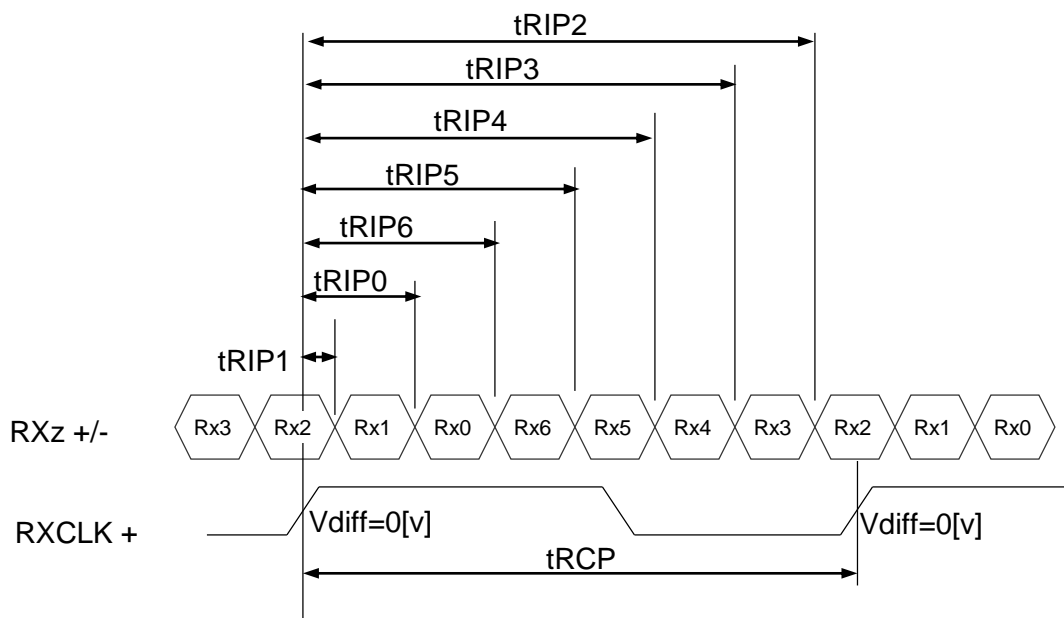 tRIP2
tRIP3
tRIP4
tRIP5
tRIP6
tRIP0
tRIP1
RXz +/- Rx3 Rx2 Rx1 Rx0 Rx6 Rx5 Rx4 Rx3 Rx2 Rx1 Rx0
RXCLK + Vdiff=0[v] Vdiff=0[v]
tRCP